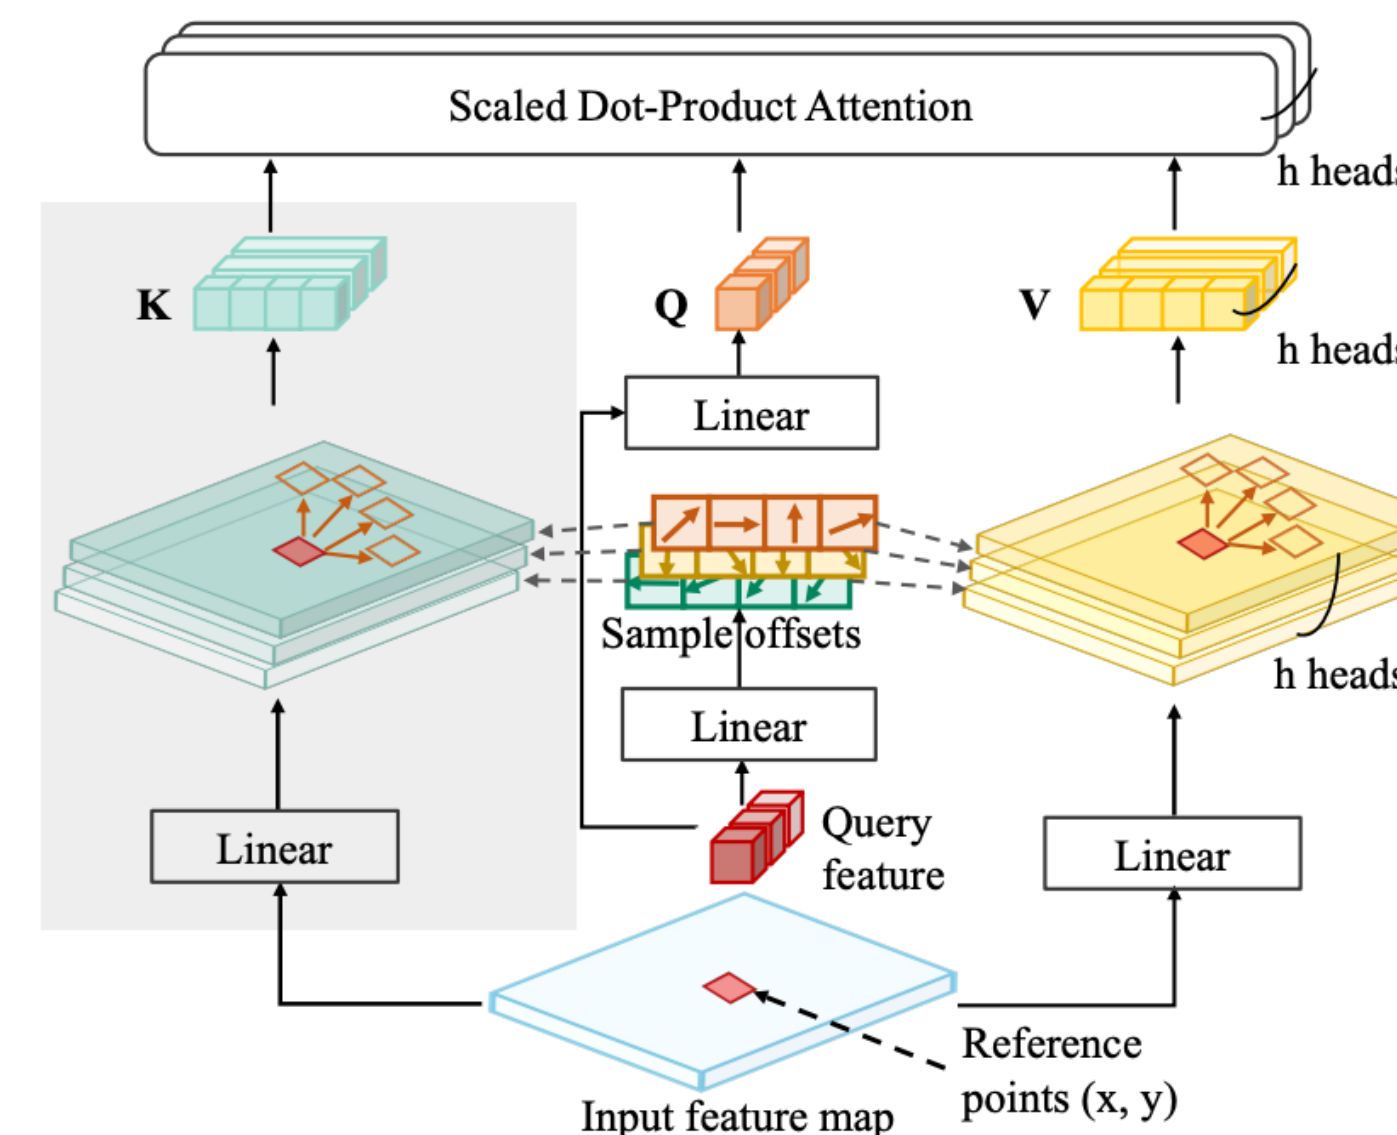 Scaled Dot-Product Attention
h heads
K
Q
V
h heads
Linear
Sample offsets
h heads
Linear
Linear
Query
feature
Linear
Reference
points (x, y)
Input feature map